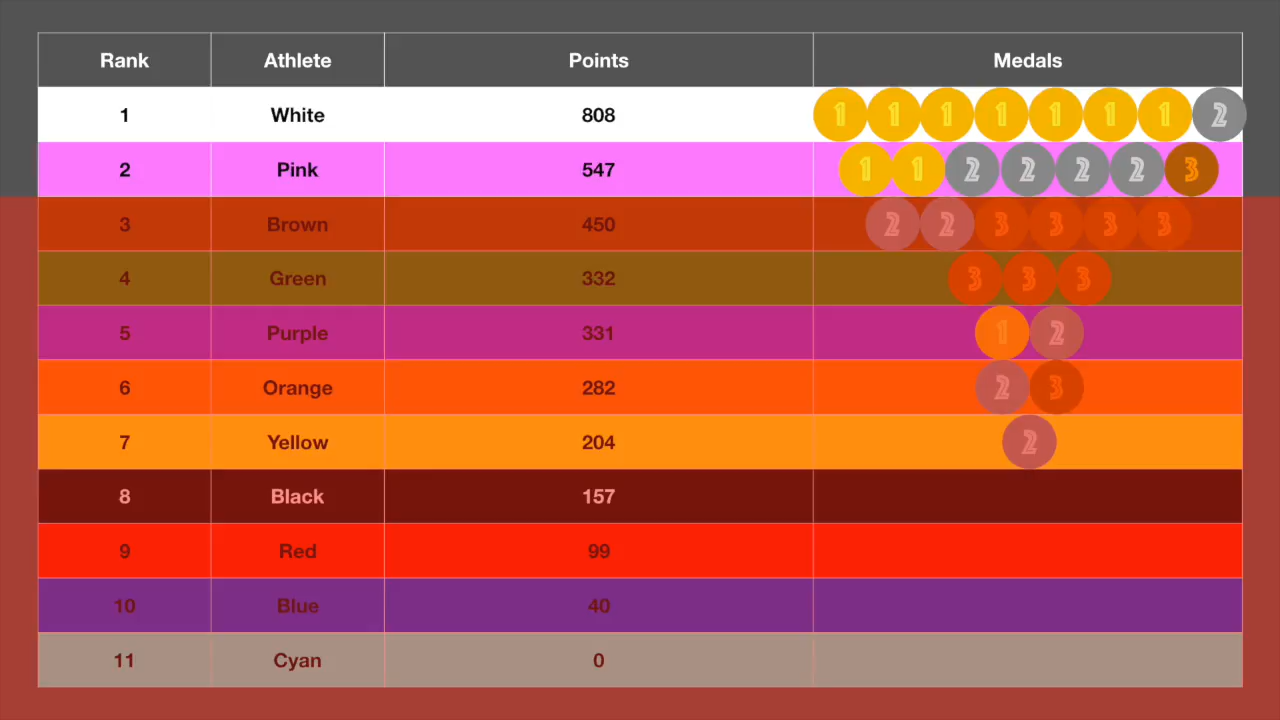 Rank Athlete Points Medals
1 White 808 1 1 1 1 1 1 1 2
2 Pink 547 1 1 2 2 2 2 3
3 Brown 450 2 2 3 3 3 3
4 Green 332 3 3 3
5 Purple 331 1 2
6 Orange 282 2 3
7 Yellow 204 2
8 Black 157
9 Red 99
10 Blue 40
11 Cyan 0